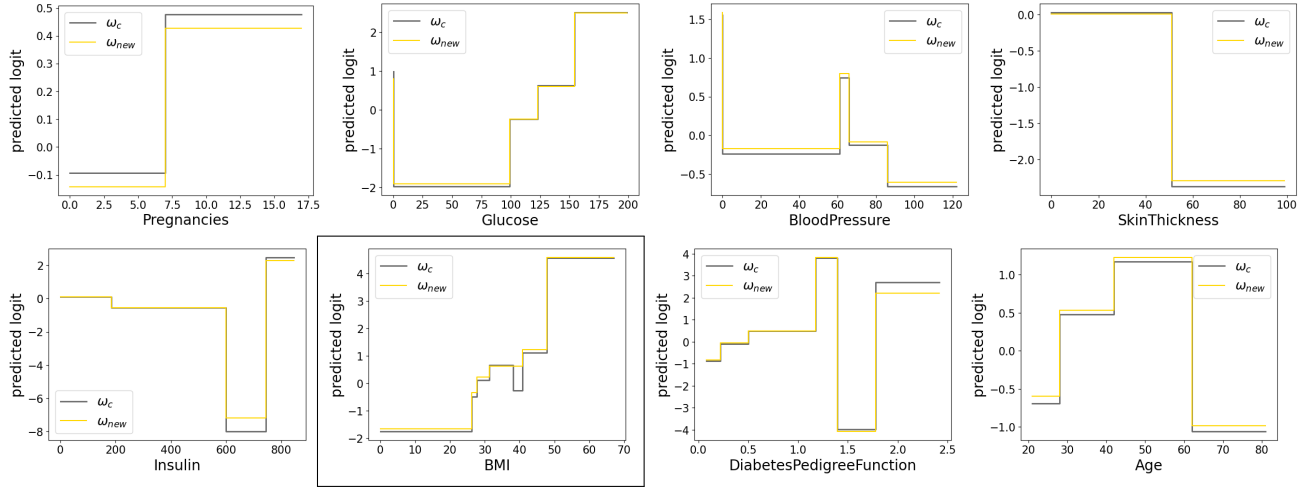 0.5
0.4
0.3
0.2
0.1
0.0
−0.1
predicted logit
ω_c
ω_new
0.0 2.5 5.0 7.5 10.0 12.5 15.0 17.5
Pregnancies
2
1
0
−1
−2
predicted logit
ω_c
ω_new
0 25 50 75 100 125 150 175 200
Glucose
1.5
1.0
0.5
0.0
−0.5
predicted logit
ω_c
ω_new
0 20 40 60 80 100 120
BloodPressure
0.0
−0.5
−1.0
−1.5
−2.0
predicted logit
ω_c
ω_new
0 20 40 60 80 100
SkinThickness
2
0
−2
−4
−6
−8
predicted logit
ω_c
ω_new
0 200 400 600 800
Insulin
4
3
2
1
0
−1
−2
predicted logit
ω_c
ω_new
0 10 20 30 40 50 60 70
BMI
4
3
2
1
0
−1
−2
−3
−4
predicted logit
ω_c
ω_new
0.0 0.5 1.0 1.5 2.0 2.5
DiabetesPedigreeFunction
1.0
0.5
0.0
−0.5
−1.0
predicted logit
ω_c
ω_new
20 30 40 50 60 70 80
Age